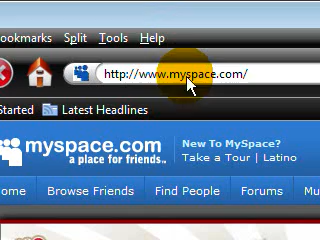 ookmarks Split Tools Help
http://www.myspace.com/
Started Latest Headlines
myspace.com
a place for friends..
New To MySpace?
Take a Tour | Latino
ome Browse Friends Find People Forums Mu